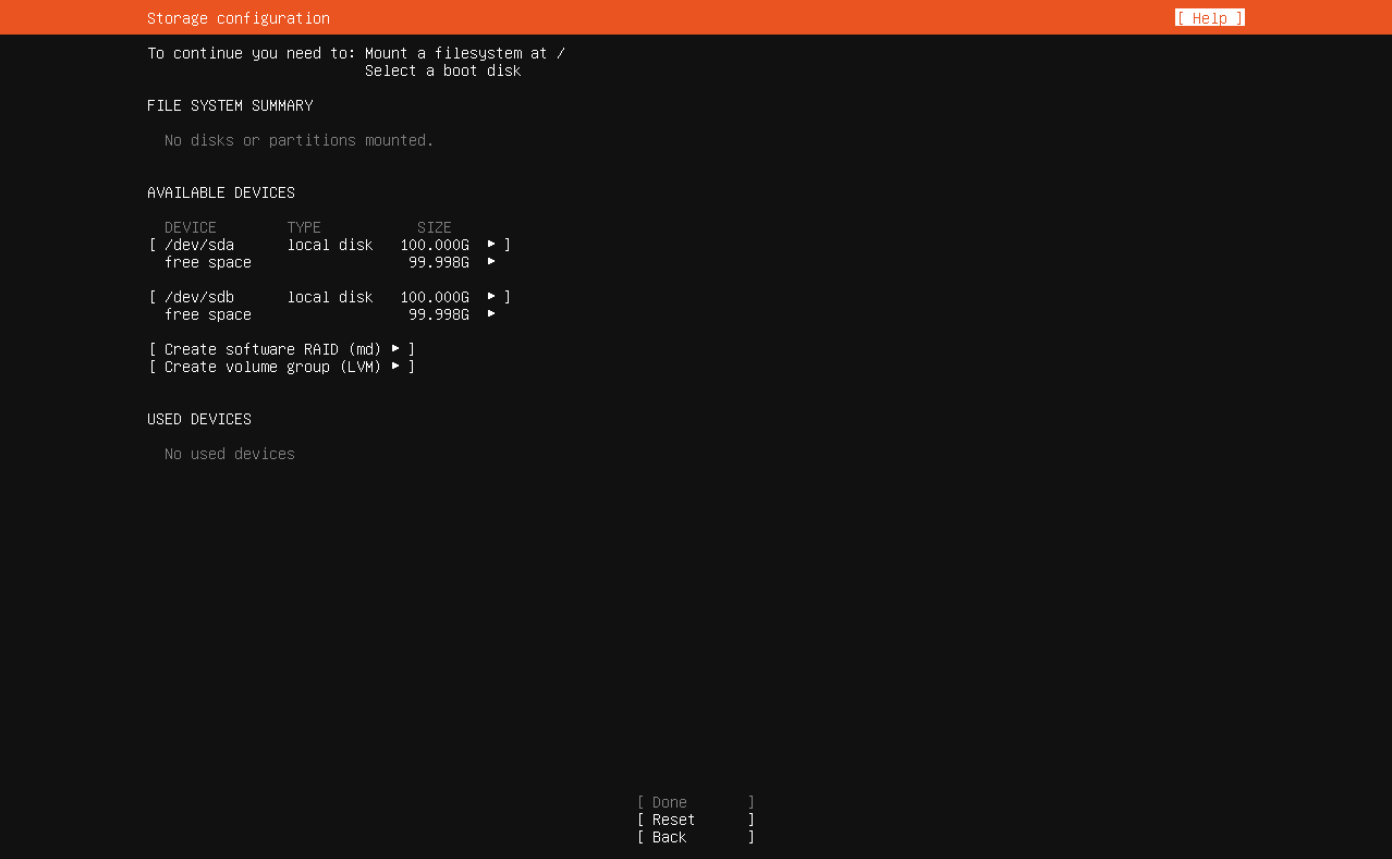 Storage configuration [ Help ]
To continue you need to: Mount a filesystem at /
Select a boot disk
FILE SYSTEM SUMMARY
No disks or partitions mounted.
AVAILABLE DEVICES
DEVICE TYPE SIZE
[ /dev/sda local disk 100.000G ▸ ]
free space 99.998G ▸
[ /dev/sdb local disk 100.000G ▸ ]
free space 99.998G ▸
[ Create software RAID (md) ▸ ]
[ Create volume group (LVM) ▸ ]
USED DEVICES
No used devices
[ Done ]
[ Reset ]
[ Back ]